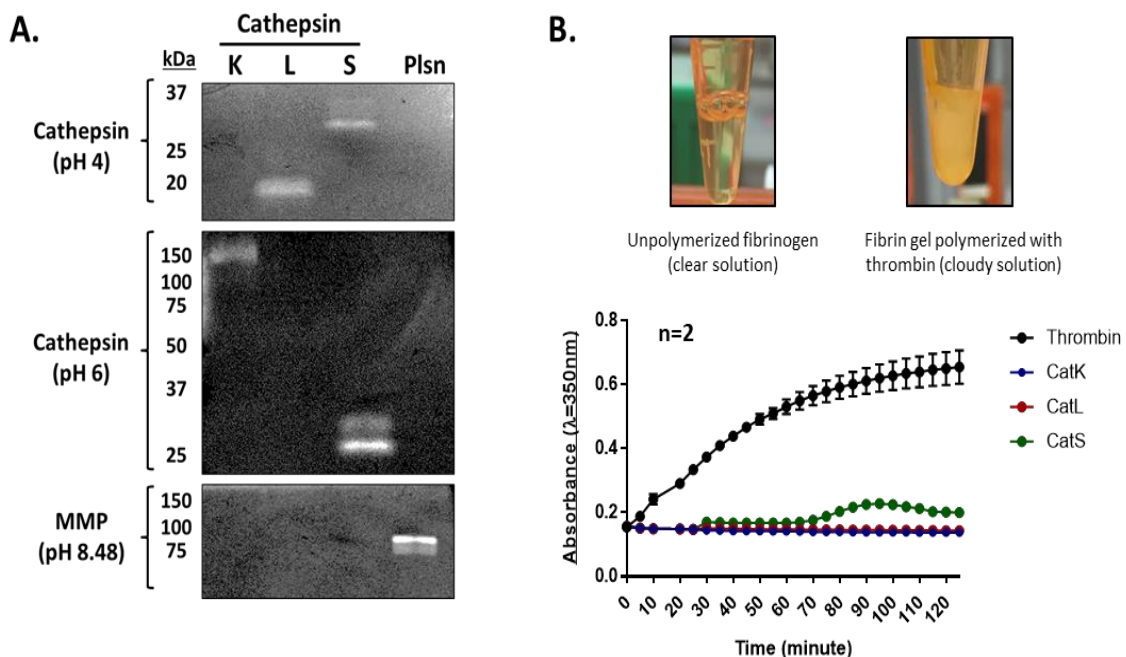 A.
Cathepsin
kDa
K L S Plsn
Cathepsin
(pH 4)
37
25
20
Cathepsin
(pH 6)
150
100
75
50
37
25
MMP
(pH 8.48)
150
100
75
B.
Unpolymerized fibrinogen
(clear solution)
Fibrin gel polymerized with
thrombin (cloudy solution)
n=2
Absorbance (λ=350nm)
0.8
0.6
0.4
0.2
0.0
0 10 20 30 40 50 60 70 80 90 100 110 120
Time (minute)
Thrombin
CatK
CatL
CatS